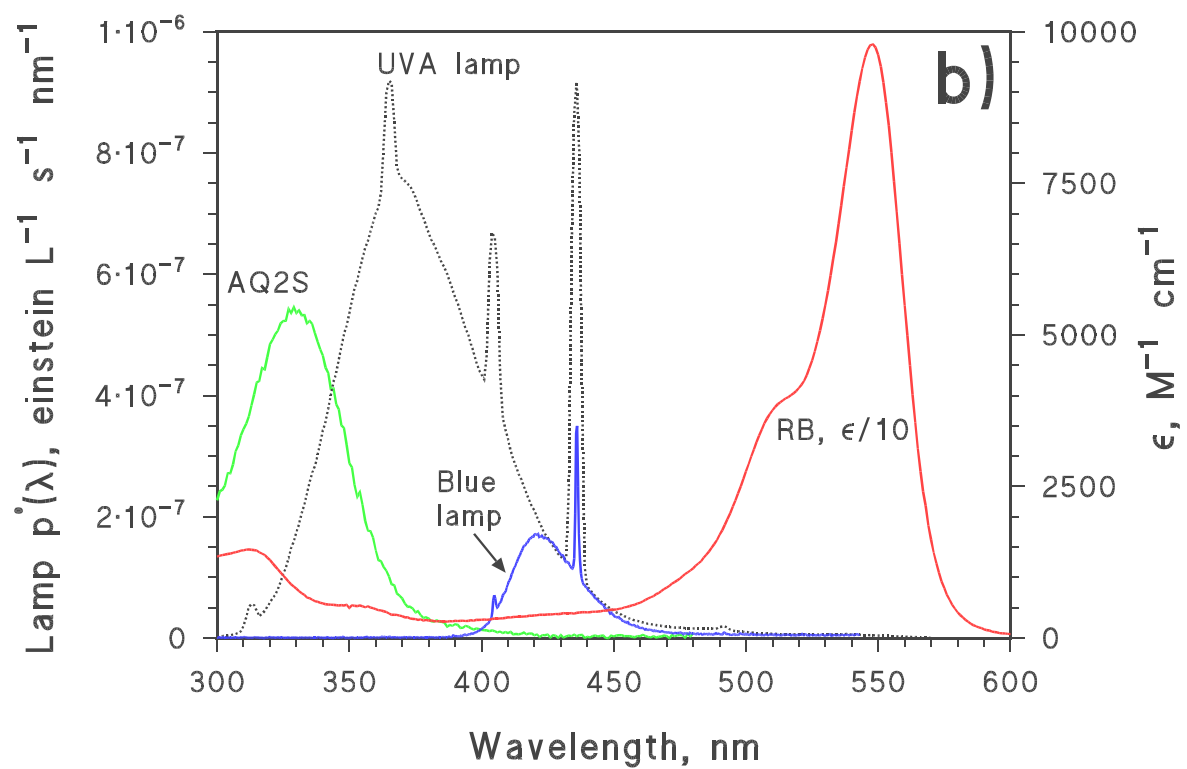 b)
UVA lamp
AQ2S
RB, ϵ/10
Blue
lamp
Lamp p°(λ), einstein L⁻¹ s⁻¹ nm⁻¹
1·10⁻⁶
8·10⁻⁷
6·10⁻⁷
4·10⁻⁷
2·10⁻⁷
0
10000
7500
5000
2500
0
ϵ, M⁻¹ cm⁻¹
300 350 400 450 500 550 600
Wavelength, nm